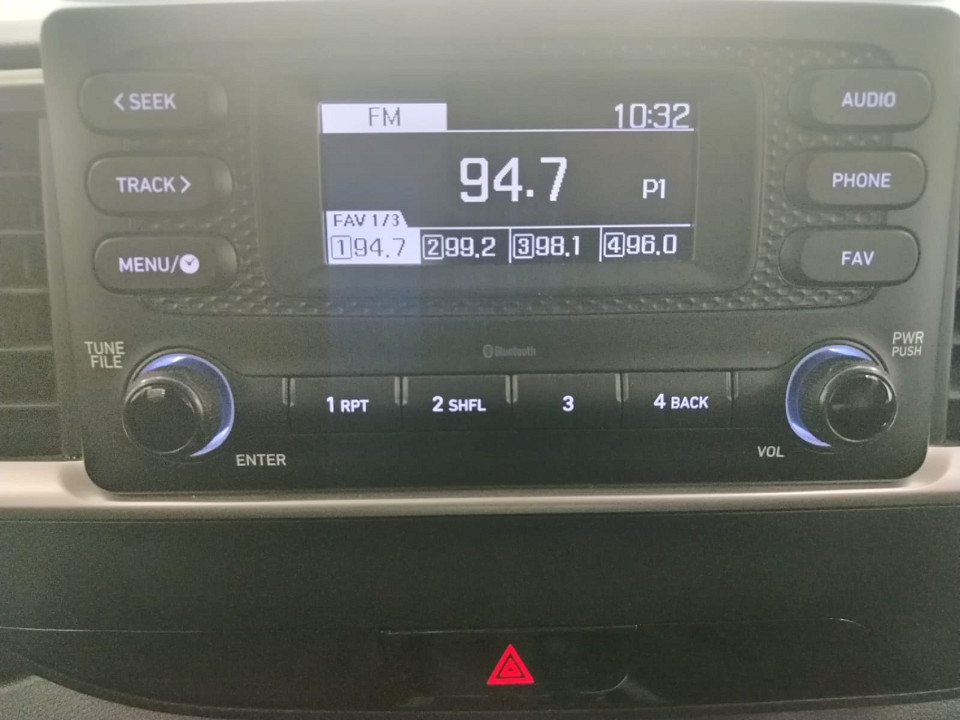 < SEEK
TRACK >
MENU/
FM 10:32
94.7 P1
FAV 1/3
1 94.7 2 99.2 3 98.1 4 96.0
AUDIO
PHONE
FAV
TUNE
FILE
ENTER
Bluetooth
1 RPT 2 SHFL 3 4 BACK
PWR
PUSH
VOL